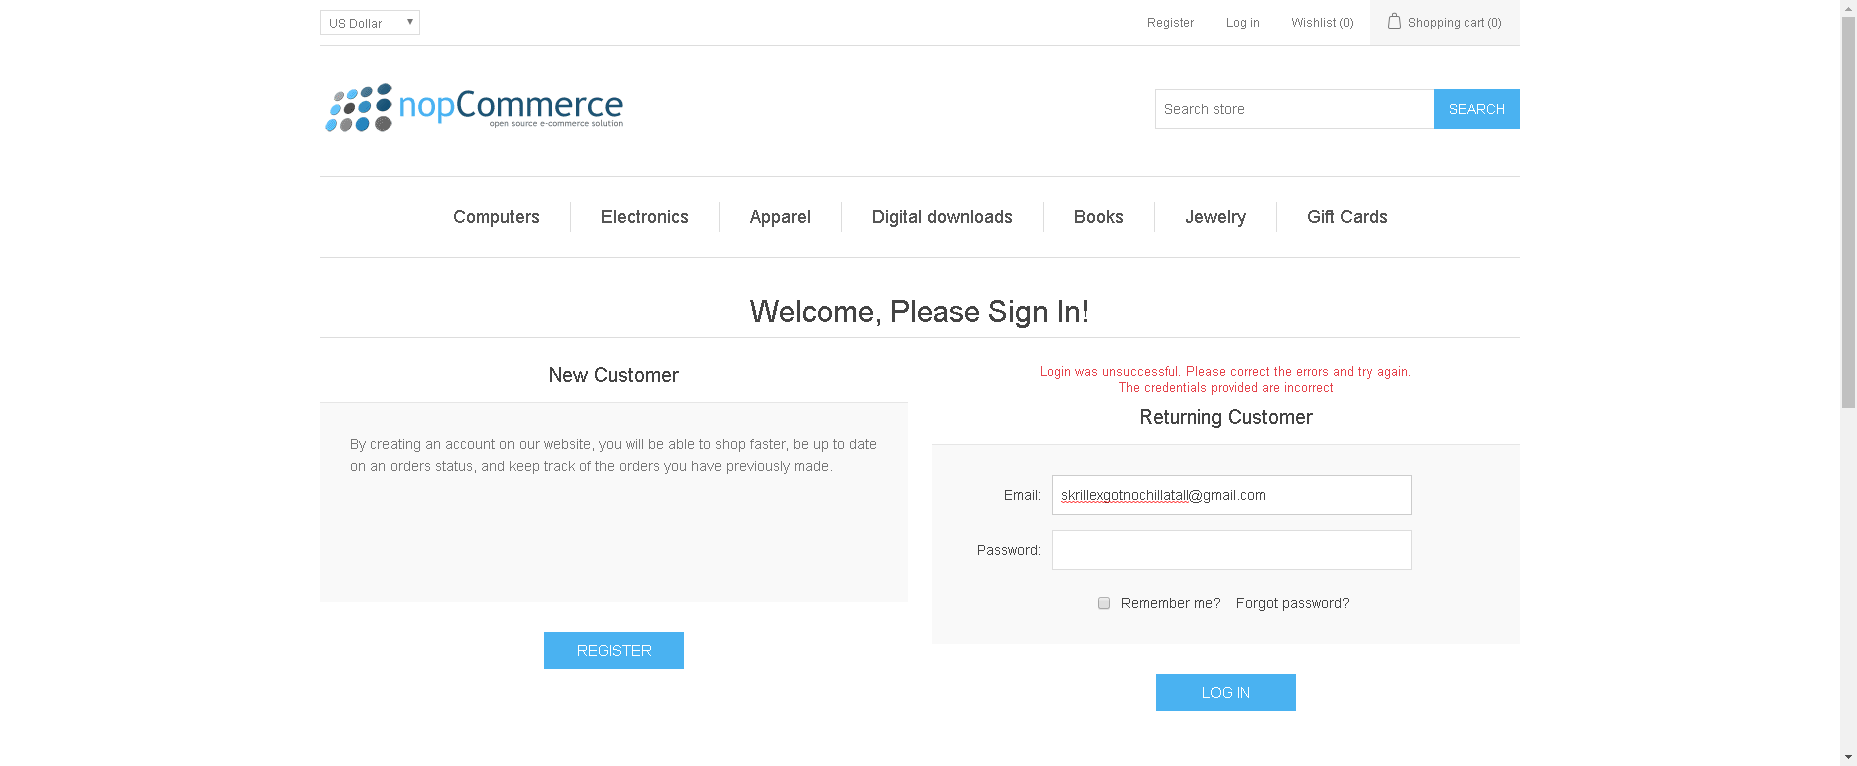 US Dollar
Register
Log in
Wishlist (0)
Shopping cart (0)
nopCommerce
open source e-commerce solution
Search store
SEARCH
Computers
Electronics
Apparel
Digital downloads
Books
Jewelry
Gift Cards
Welcome, Please Sign In!
New Customer
By creating an account on our website, you will be able to shop faster, be up to date
on an orders status, and keep track of the orders you have previously made.
REGISTER
Login was unsuccessful. Please correct the errors and try again.
The credentials provided are incorrect
Returning Customer
Email:
skrillexgotnochillatall@gmail.com
Password:
Remember me?
Forgot password?
LOG IN